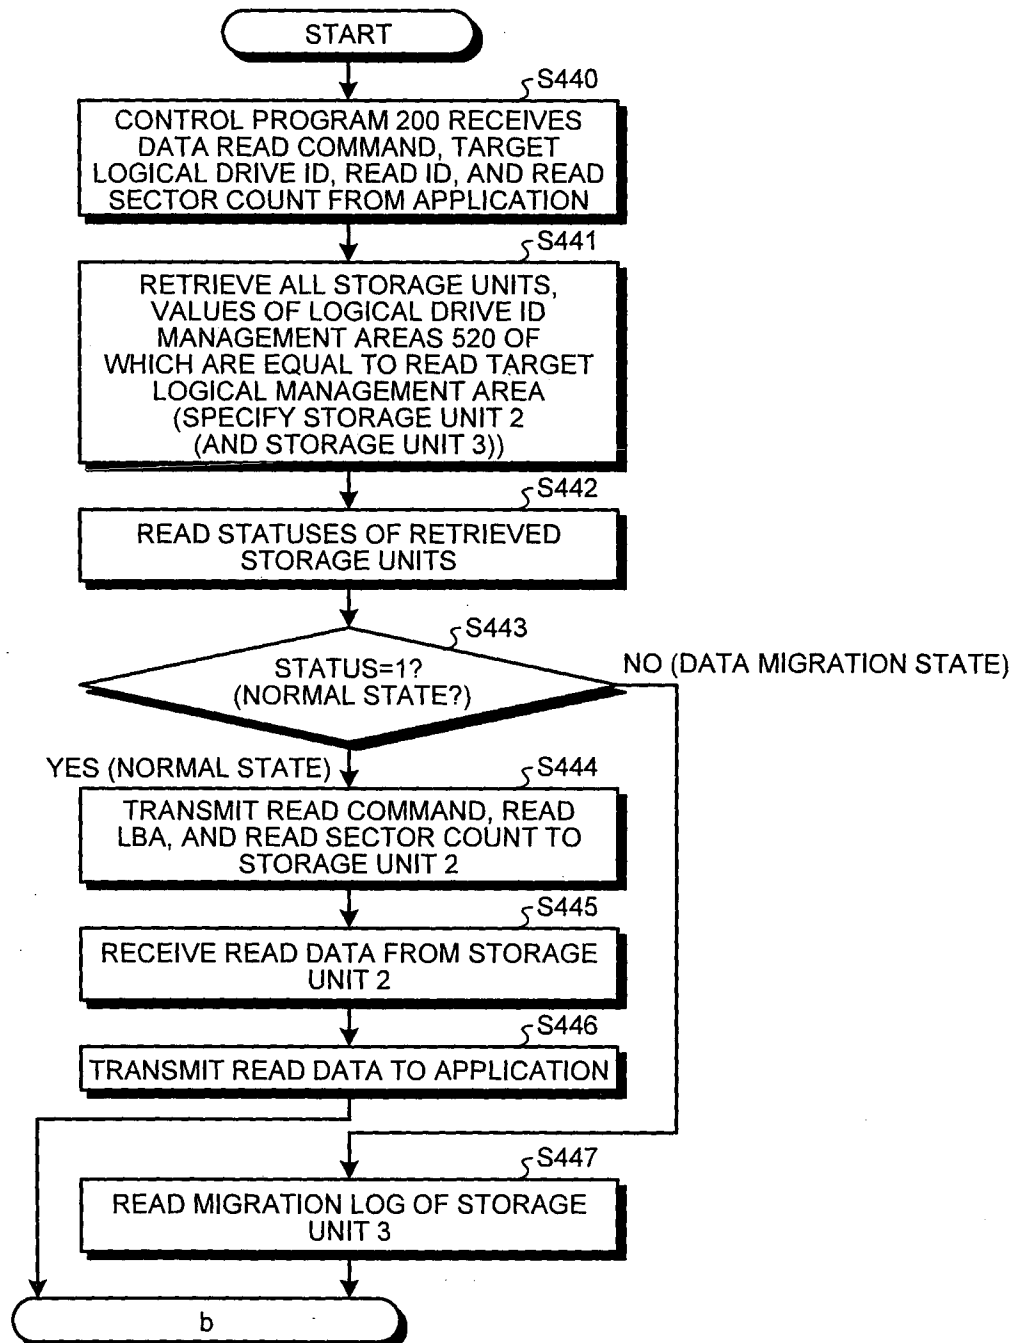 START
S440
CONTROL PROGRAM 200 RECEIVES
DATA READ COMMAND, TARGET
LOGICAL DRIVE ID, READ ID, AND READ
SECTOR COUNT FROM APPLICATION
S441
RETRIEVE ALL STORAGE UNITS,
VALUES OF LOGICAL DRIVE ID
MANAGEMENT AREAS 520 OF
WHICH ARE EQUAL TO READ TARGET
LOGICAL MANAGEMENT AREA
(SPECIFY STORAGE UNIT 2
(AND STORAGE UNIT 3))
S442
READ STATUSES OF RETRIEVED
STORAGE UNITS
S443
STATUS=1?
(NORMAL STATE?)
NO (DATA MIGRATION STATE)
YES (NORMAL STATE)
S444
TRANSMIT READ COMMAND, READ
LBA, AND READ SECTOR COUNT TO
STORAGE UNIT 2
S445
RECEIVE READ DATA FROM STORAGE
UNIT 2
S446
TRANSMIT READ DATA TO APPLICATION
S447
READ MIGRATION LOG OF STORAGE
UNIT 3
b